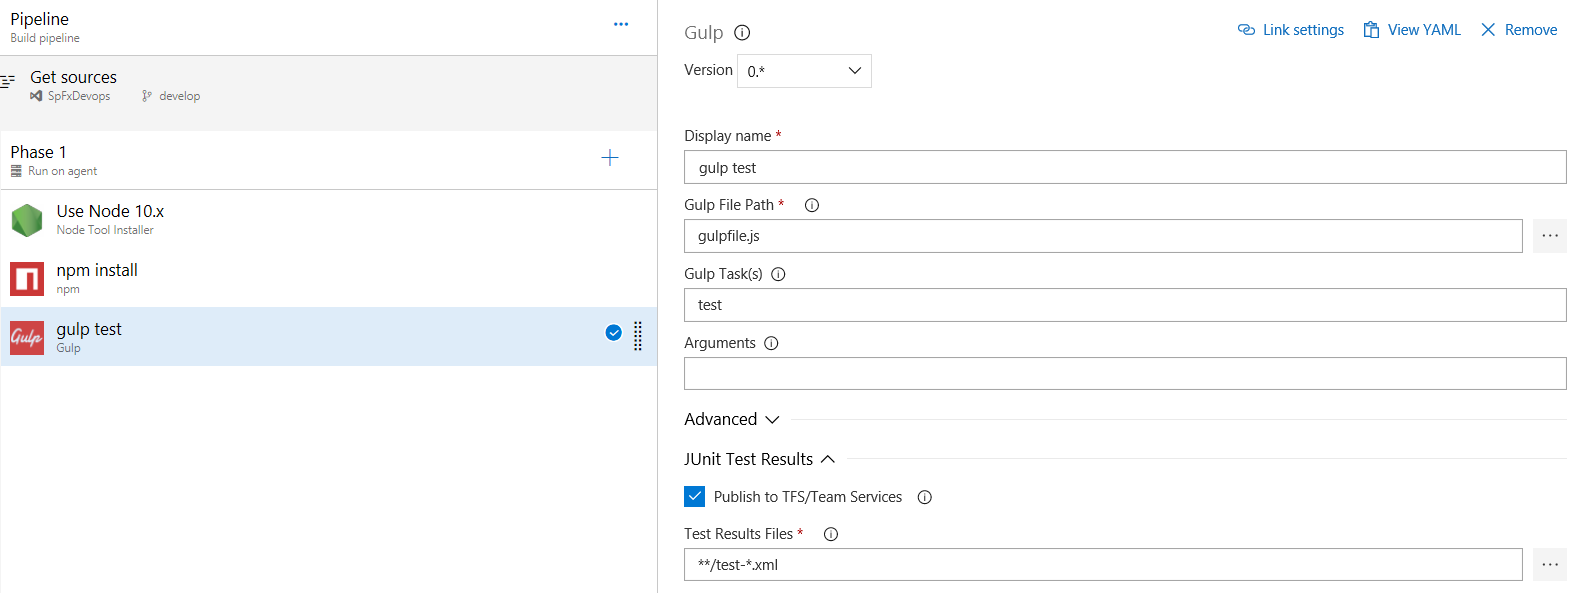 Pipeline
Build pipeline
Get sources
SpFxDevops
develop
Phase 1
Run on agent
Use Node 10.x
Node Tool Installer
npm install
npm
Gulp
gulp test
Gulp
Gulp
Link settings
View YAML
Remove
Version
0.*
Display name *
gulp test
Gulp File Path *
gulpfile.js
...
Gulp Task(s)
test
Arguments
Advanced
JUnit Test Results
Publish to TFS/Team Services
Test Results Files *
**/test-*.xml
...